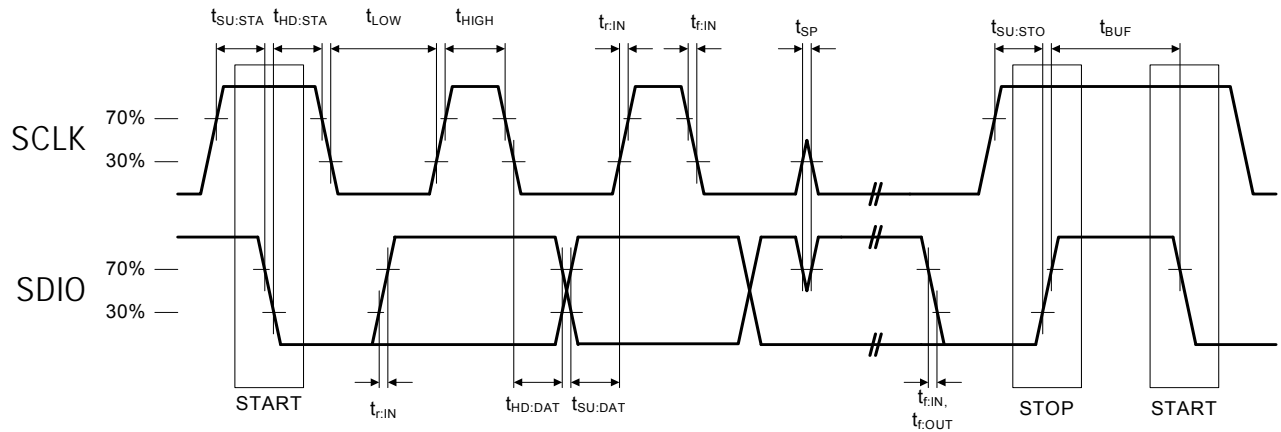 tSU:STA tHD:STA tLOW tHIGH tr:IN tf:IN tSP tSU:STO tBUF
SCLK
70%
30%
SDIO
70%
30%
START
tr:IN
tHD:DAT tSU:DAT
tf:IN,
tf:OUT
STOP
START